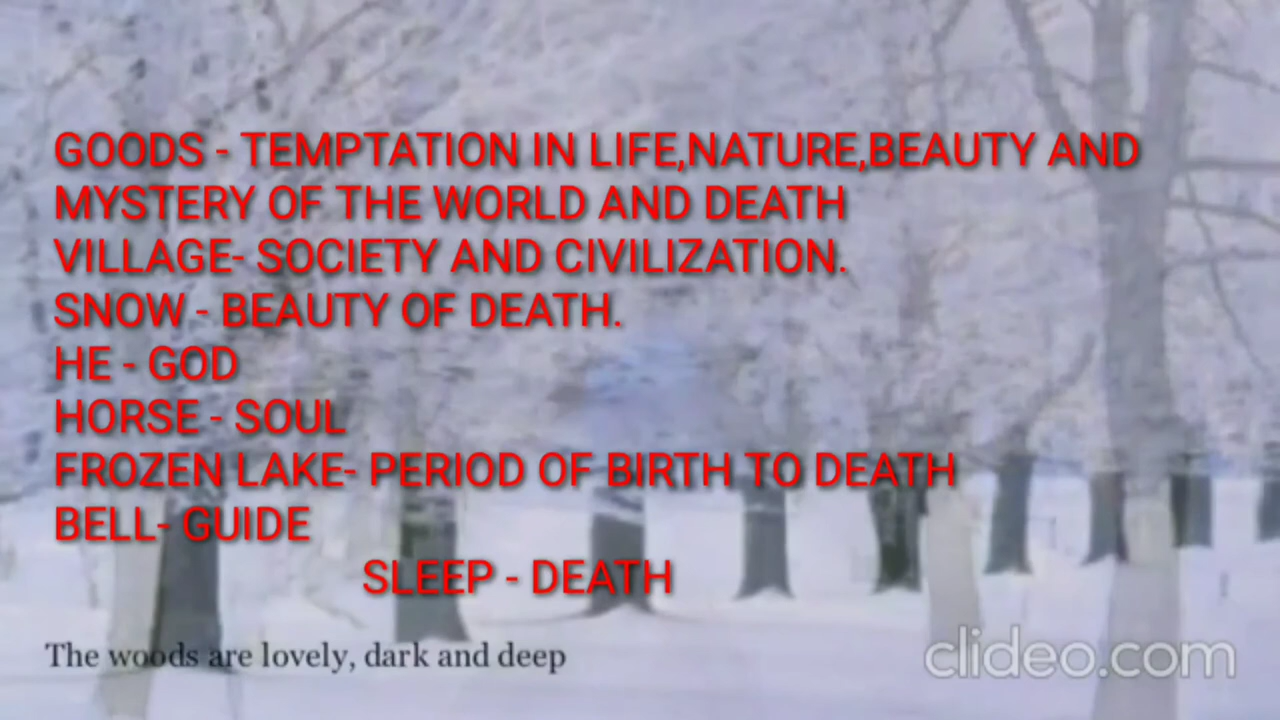 GOODS - TEMPTATION IN LIFE,NATURE,BEAUTY AND
MYSTERY OF THE WORLD AND DEATH
VILLAGE- SOCIETY AND CIVILIZATION.
SNOW - BEAUTY OF DEATH.
HE - GOD
HORSE - SOUL
FROZEN LAKE- PERIOD OF BIRTH TO DEATH
BELL- GUIDE
SLEEP - DEATH
The woods are lovely, dark and deep
clideo.com